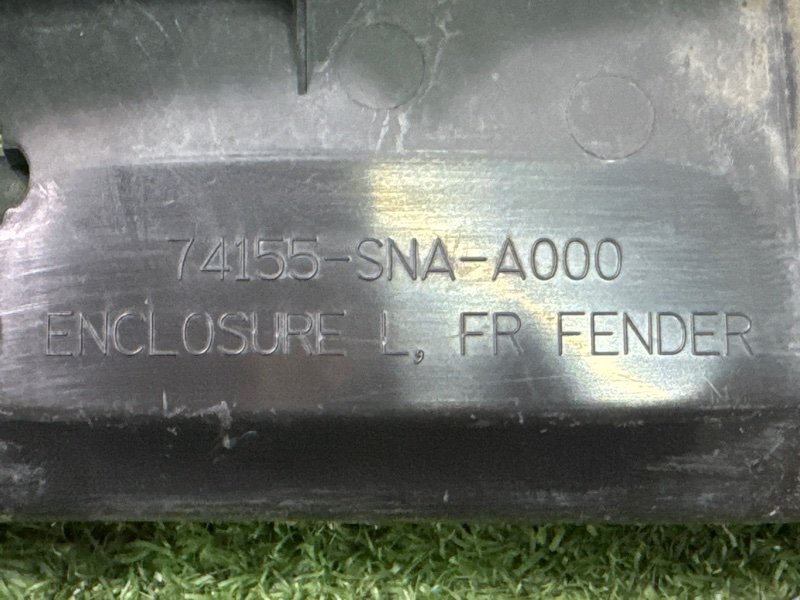 74155-SNA-A000
ENCLOSURE L, FR FENDER